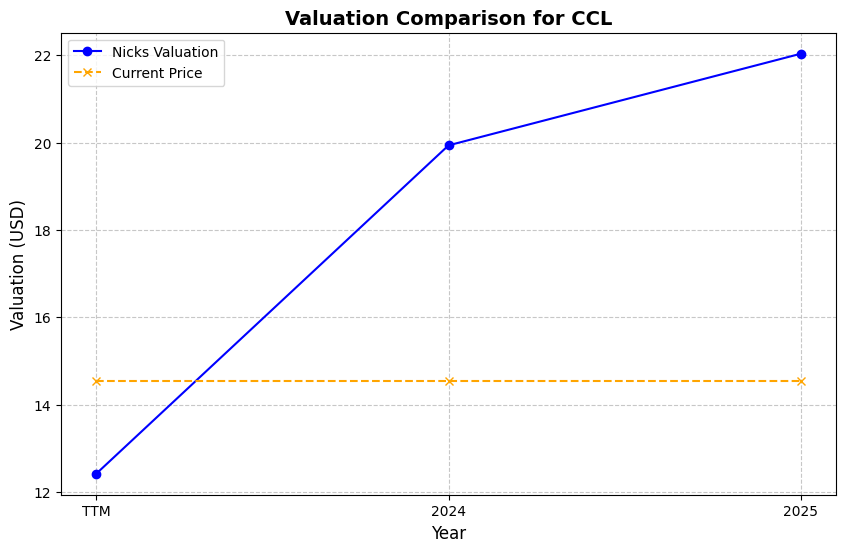 Valuation Comparison for CCL
Nicks Valuation
Current Price
Valuation (USD)
22
20
18
16
14
12
TTM
2024
2025
Year